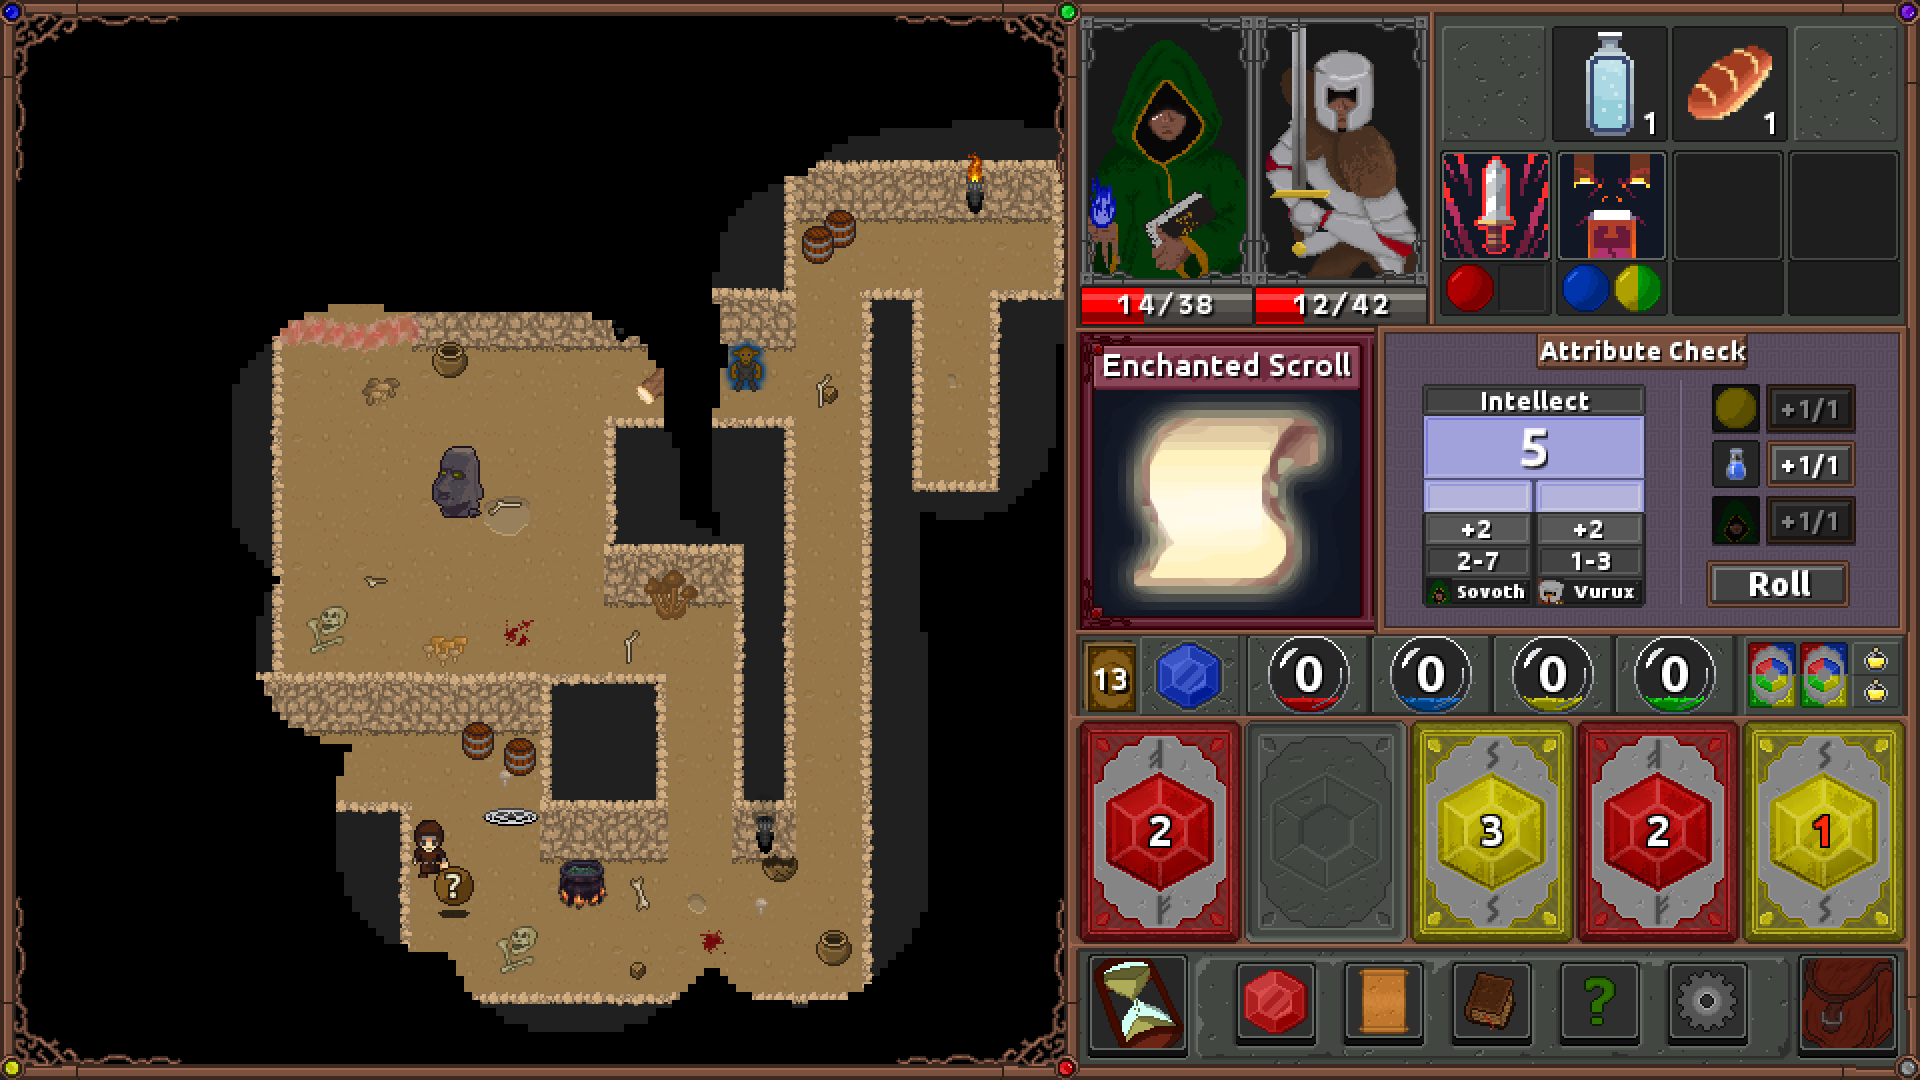 1
1
14/38
12/42
Enchanted Scroll
Attribute Check
Intellect
5
+2 +2
2-7 1-3
Sovoth Vurux
+1/1
+1/1
+1/1
Roll
13
0 0 0 0
2 3 2 1
?
?